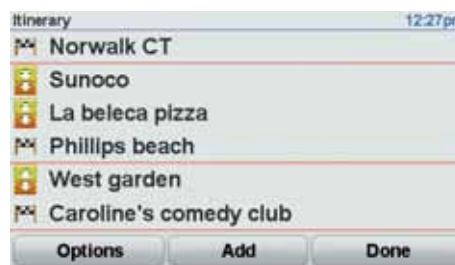 Itinerary 12:27p
Norwalk CT
Sunoco
La beleca pizza
Phillips beach
West garden
Caroline's comedy club
Options Add Done